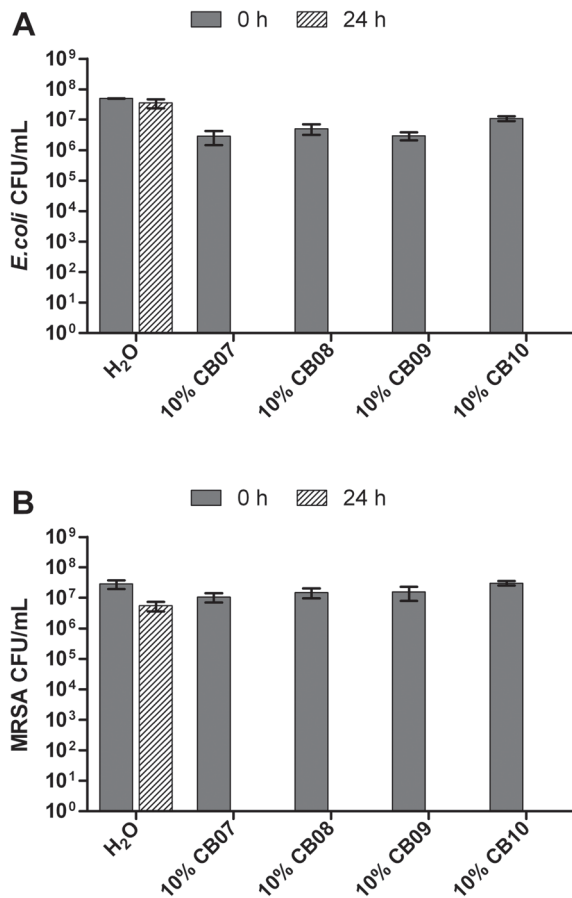 A
0 h 24 h
10⁹
10⁸
10⁷
10⁶
10⁵
10⁴
10³
10²
10¹
10⁰
E.coli CFU/mL
H₂O
10% CB07
10% CB08
10% CB09
10% CB10
B
0 h 24 h
10⁹
10⁸
10⁷
10⁶
10⁵
10⁴
10³
10²
10¹
10⁰
MRSA CFU/mL
H₂O
10% CB07
10% CB08
10% CB09
10% CB10